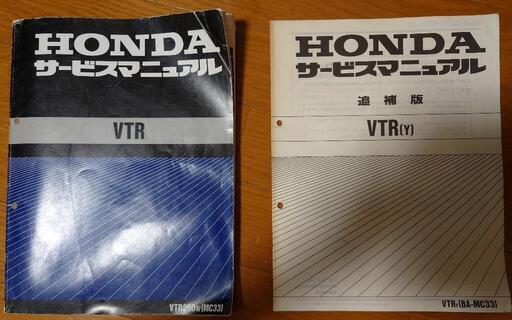 HONDA
サービスマニュアル
VTR
VTR250W(MC33)
HONDA
サービスマニュアル
追補版
VTR(Y)
VTRY(BA-MC33)